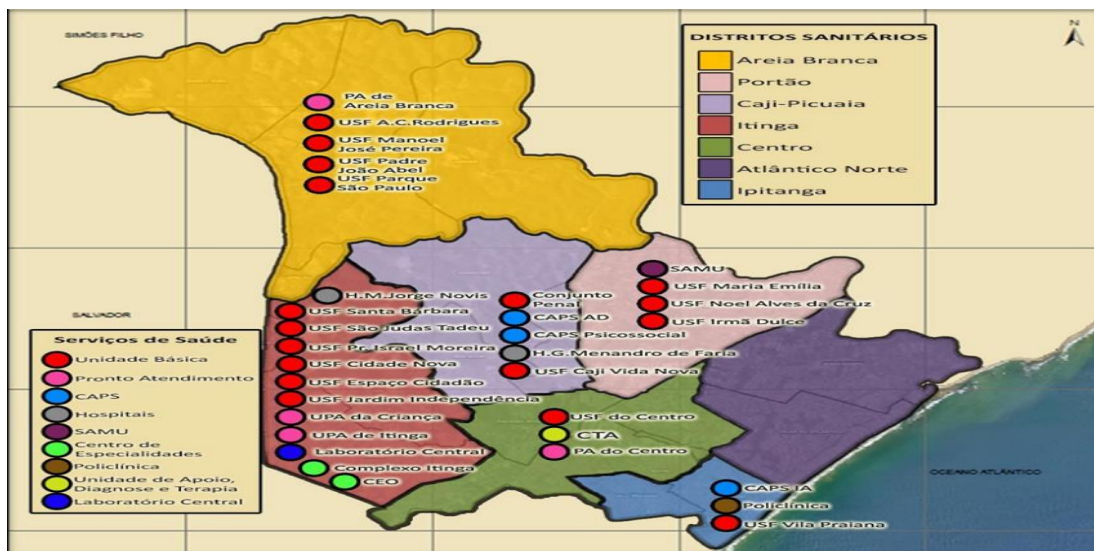 SIMÕES FILHO
N
DISTRITOS SANITÁRIOS
Areia Branca
Portão
Caji-Picuaia
Itinga
Centro
Atlântico Norte
Ipitanga
PA de
Areia Branca
USF A.C.Rodrigues
USF Manoel
José Pereira
USF Padre
João Abel
USF Parque
São Paulo
SALVADOR
H.M.Jorge Novis
USF Santa Bárbara
USF São Judas Tadeu
USF Pr.Israel Moreira
USF Cidade Nova
USF Espaço Cidadão
USF Jardim Independência
UPA da Criança
UPA de Itinga
Laboratório Central
Complexo Itinga
CEO
Conjunto
Penal
CAPS AD
CAPS Psicossocial
H.G.Menandro de Faria
USF Caji Vida Nova
SAMU
USF Maria Emília
USF Noel Alves da Cruz
USF Irmã Dulce
USF do Centro
CTA
PA do Centro
CAPS IA
Policlínica
USF Vila Praiana
OCEANO ATLÂNTICO
Serviços de Saúde
Unidade Básica
Pronto Atendimento
CAPS
Hospitais
SAMU
Centro de
Especialidades
Policlínica
Unidade de Apoio,
Diagnose e Terapia
Laboratório Central